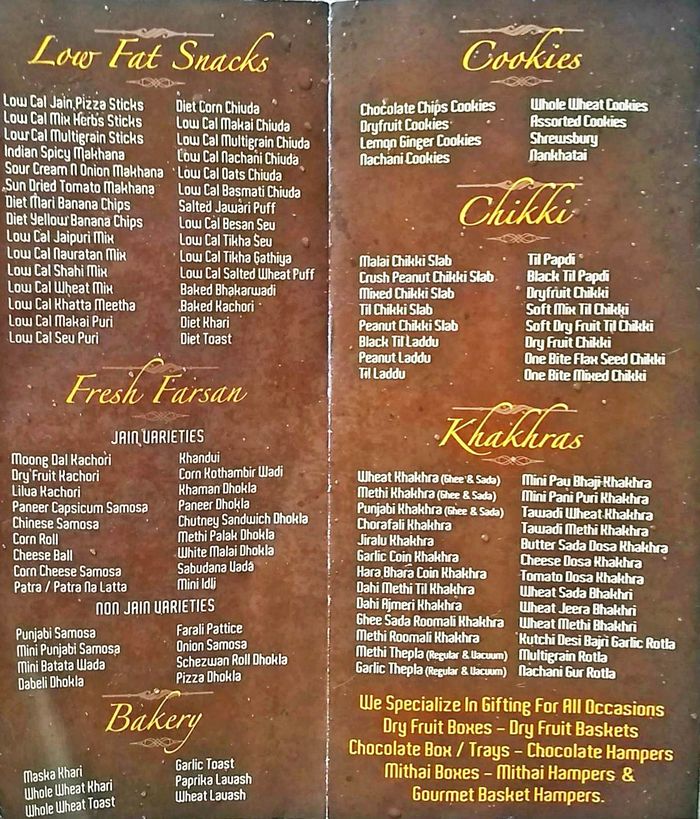 Low Fat Snacks
Low Cal Jain Pizza Sticks
Low Cal Mix Herbs Sticks
Low Cal Multigrain Sticks
Indian Spicy Makhana
Sour Cream N Onion Makhana
Sun Dried Tomato Makhana
Diet Mari Banana Chips
Diet Yellow Banana Chips
Low Cal Jaipuri Mix
Low Cal Navratan Mix
Low Cal Shahi Mix
Low Cal Wheat Mix
Low Cal Khatta Meetha
Low Cal Makai Puri
Low Cal Sev Puri
Diet Corn Chivda
Low Cal Makai Chivda
Low Cal Multigrain Chivda
Low Cal Nachani Chivda
Low Cal Oats Chivda
Low Cal Basmati Chivda
Salted Jawari Puff
Low Cal Besan Sev
Low Cal Tikha Sev
Low Cal Tikha Gathiya
Low Cal Salted Wheat Puff
Baked Bhakarwadi
Baked Kachori
Diet Khari
Diet Toast
Fresh Farsan
JAIN VARIETIES
Moong Dal Kachori
Dry Fruit Kachori
Lilva Kachori
Paneer Capsicum Samosa
Chinese Samosa
Corn Roll
Cheese Ball
Corn Cheese Samosa
Patra / Patra Na Latta
Khandvi
Corn Kothambir Wadi
Khaman Dhokla
Paneer Dhokla
Chutney Sandwich Dhokla
Methi Palak Dhokla
White Malai Dhokla
Sabudana Vada
Mini Idli
NON JAIN VARIETIES
Punjabi Samosa
Mini Punjabi Samosa
Mini Batata Wada
Dabeli Dhokla
Farali Pattice
Onion Samosa
Schezwan Roll Dhokla
Pizza Dhokla
Bakery
Maska Khari
Whole Wheat Khari
Whole Wheat Toast
Garlic Toast
Paprika Lavash
Wheat Lavash
Cookies
Chocolate Chips Cookies
Dryfruit Cookies
Lemon Ginger Cookies
Nachani Cookies
Whole Wheat Cookies
Assorted Cookies
Shrewsbury
Nankhatai
Chikki
Malai Chikki Slab
Crush Peanut Chikki Slab
Mixed Chikki Slab
Til Chikki Slab
Peanut Chikki Slab
Black Til Laddu
Peanut Laddu
Til Laddu
Til Papdi
Black Til Papdi
Dryfruit Chikki
Soft Mix Til Chikki
Soft Dry Fruit Til Chikki
Dry Fruit Chikki
One Bite Flax Seed Chikki
One Bite Mixed Chikki
Khakhras
Wheat Khakhra (Ghee & Sada)
Methi Khakhra (Ghee & Sada)
Punjabi Khakhra (Ghee & Sada)
Chorafali Khakhra
Jiralu Khakhra
Garlic Coin Khakhra
Hara Bhara Coin Khakhra
Dahi Methi Til Khakhra
Dahi Ajmeri Khakhra
Ghee Sada Roomali Khakhra
Methi Roomali Khakhra
Methi Thepla (Regular & Vacuum)
Garlic Thepla (Regular & Vacuum)
Mini Pav Bhaji Khakhra
Mini Pani Puri Khakhra
Tawadi Wheat Khakhra
Tawadi Methi Khakhra
Butter Sada Dosa Khakhra
Cheese Dosa Khakhra
Tomato Dosa Khakhra
Wheat Sada Bhakhri
Wheat Jeera Bhakhri
Wheat Methi Bhakhri
Kutchi Desi Bajri Garlic Rotla
Multigrain Rotla
Nachani Gur Rotla
We Specialize In Gifting For All Occasions
Dry Fruit Boxes - Dry Fruit Baskets
Chocolate Box / Trays - Chocolate Hampers
Mithai Boxes - Mithai Hampers &
Gourmet Basket Hampers.